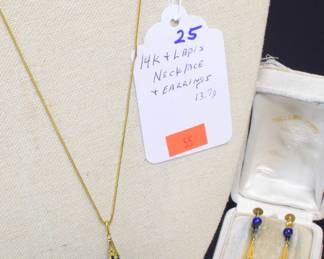 25
14K + LAPIS
NECKLACE
+ EARRINGS
13.7g
55